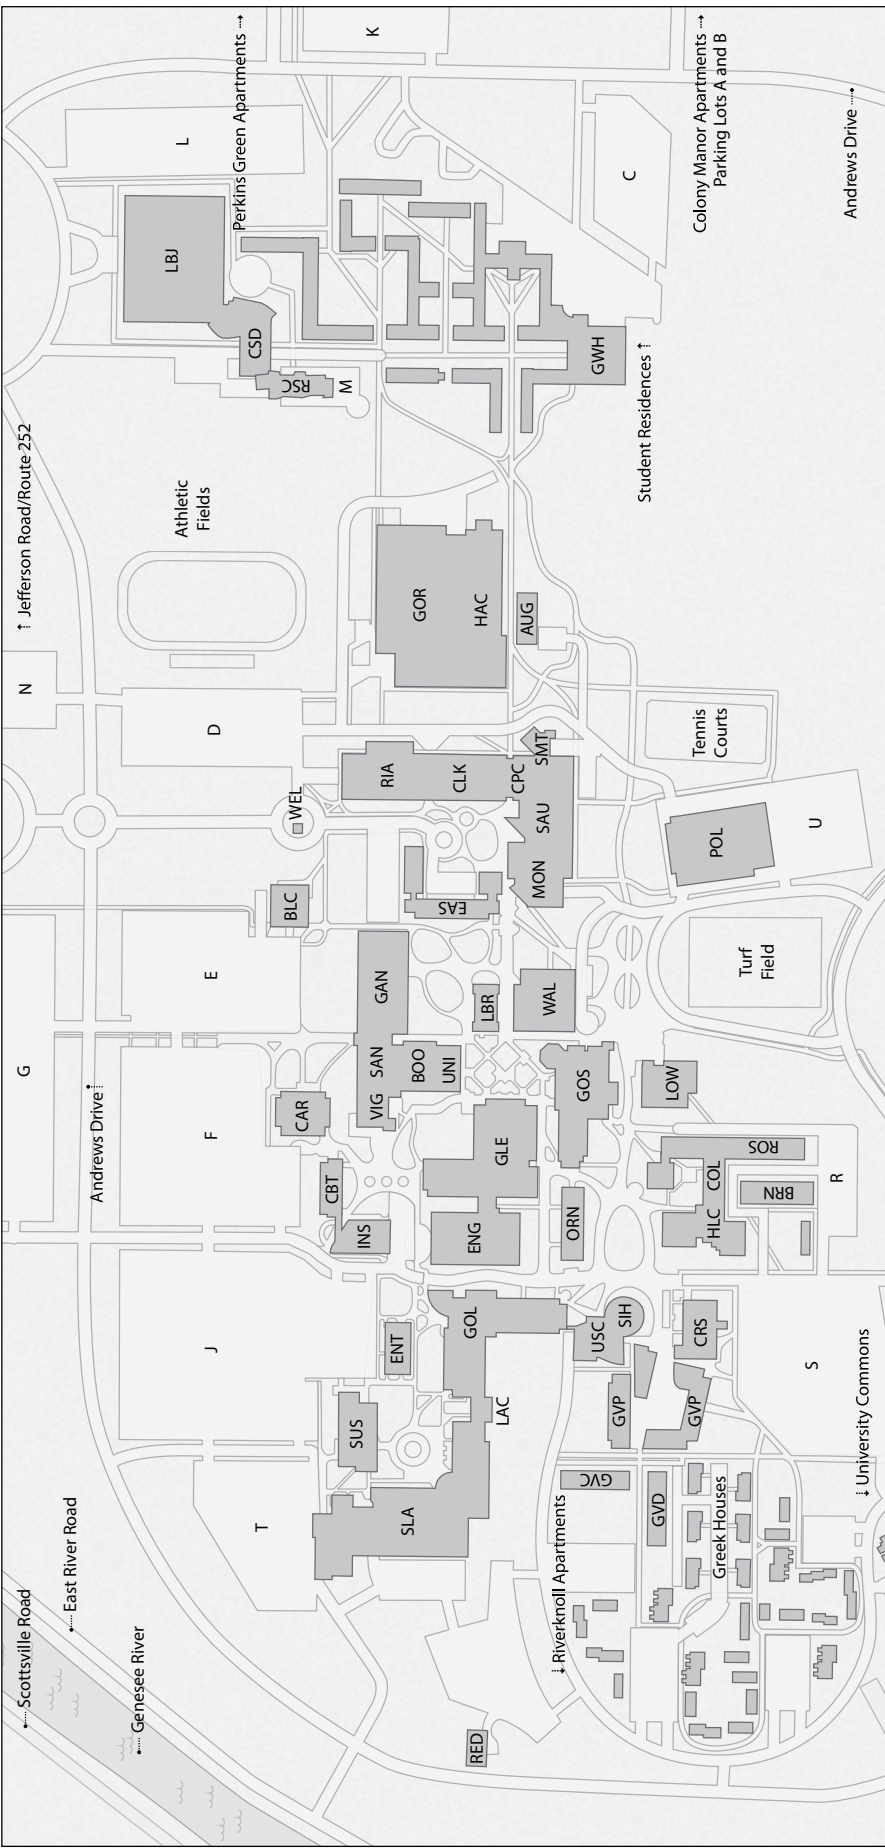 ← Scottsville Road
← East River Road
← Genesee River
T
SLA
RED
SUS
ENT
J
GOL
LAC
↓ Riverknoll Apartments
GVC
GVD
Greek Houses
GVP
GVP
USC
SIH
CRS
S
↓ University Commons
G
Andrews Drive
F
INS
CBT
CAR
ENG
GLE
ORN
GOS
HLC
COL
ROS
BRN
R
LOW
VIG
SAN
GAN
BOO
UNI
LBR
WAL
E
BLC
EAS
MON
SAU
CPC
SMT
WEL
RIA
CLK
Turf
Field
POL
U
Tennis
Courts
N
D
↑ Jefferson Road/Route 252
Athletic
Fields
GOR
HAC
AUG
Student Residences ↑
RSC
M
CSD
LBJ
GWH
L
Perkins Green Apartments →
K
C
Colony Manor Apartments →
Parking Lots A and B
Andrews Drive